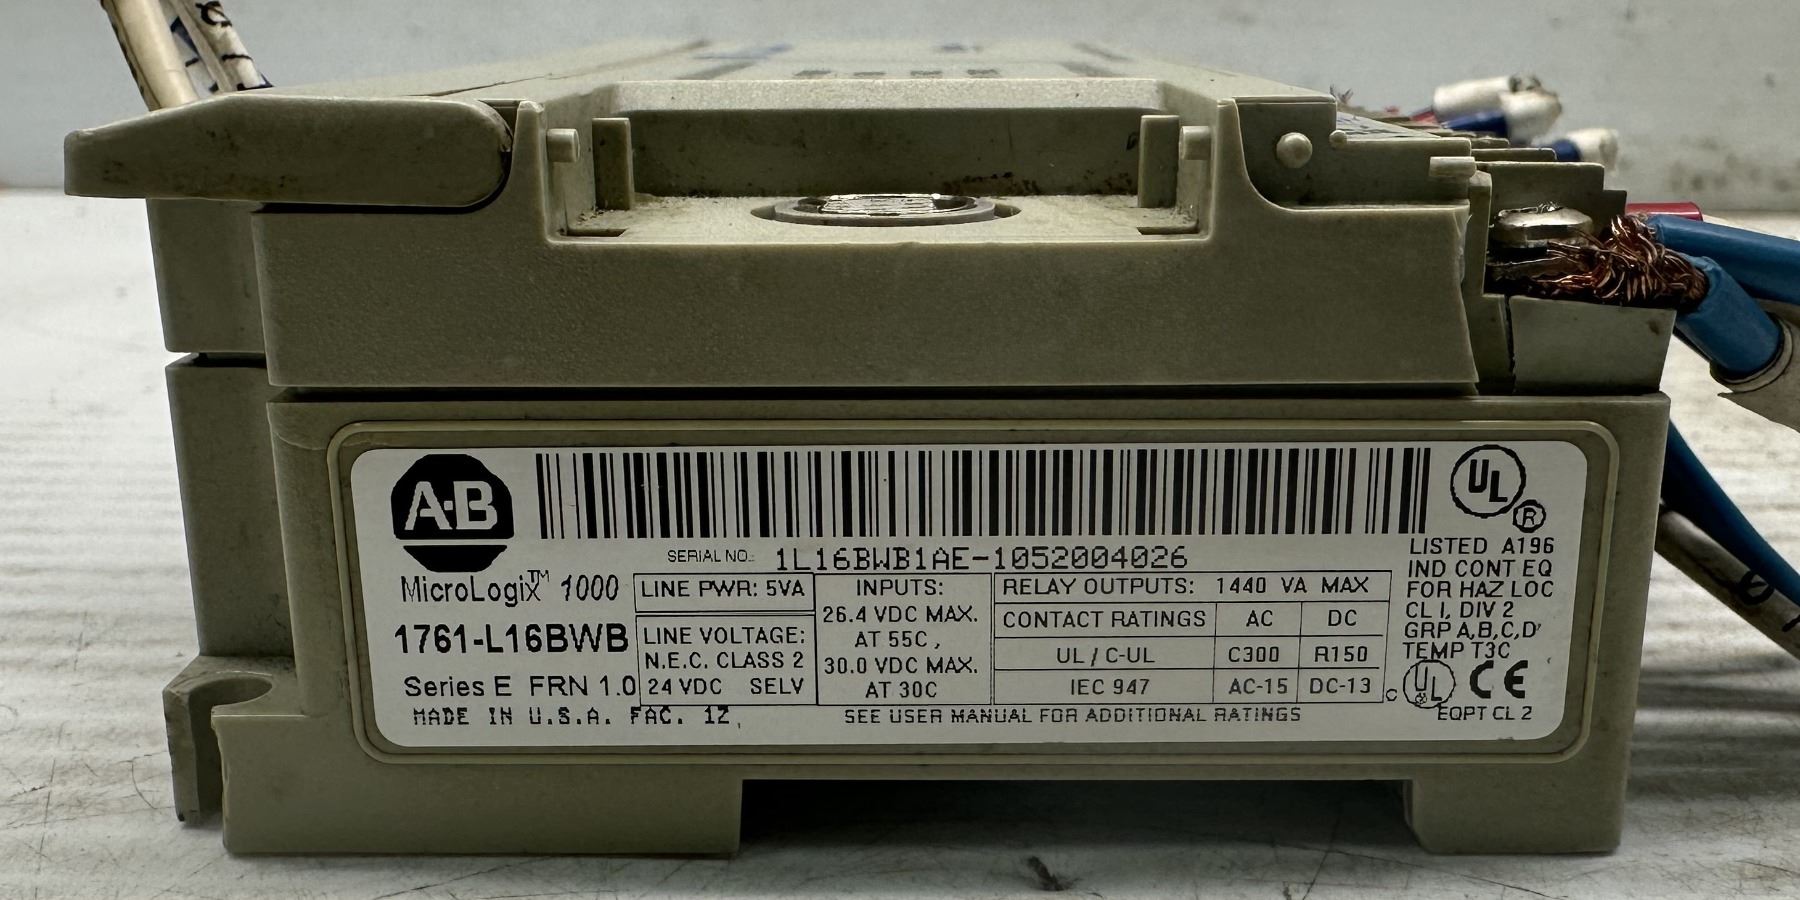 A·B
UL ®
SERIAL NO.: 1L16BWB1AE-1052004026
MicroLogix™ 1000
1761-L16BWB
Series E FRN 1.0
MADE IN U.S.A. FAC. 1Z
LINE PWR: 5VA
LINE VOLTAGE:
N.E.C. CLASS 2
24 VDC SELV
INPUTS:
26.4 VDC MAX.
AT 55C,
30.0 VDC MAX.
AT 30C
RELAY OUTPUTS: 1440 VA MAX
CONTACT RATINGS AC DC
UL / C-UL C300 R150
IEC 947 AC-15 DC-13
SEE USER MANUAL FOR ADDITIONAL RATINGS
LISTED A196
IND CONT EQ
FOR HAZ LOC
CL I, DIV 2
GRP A,B,C,D
TEMP T3C
C UL CE
EQPT CL 2